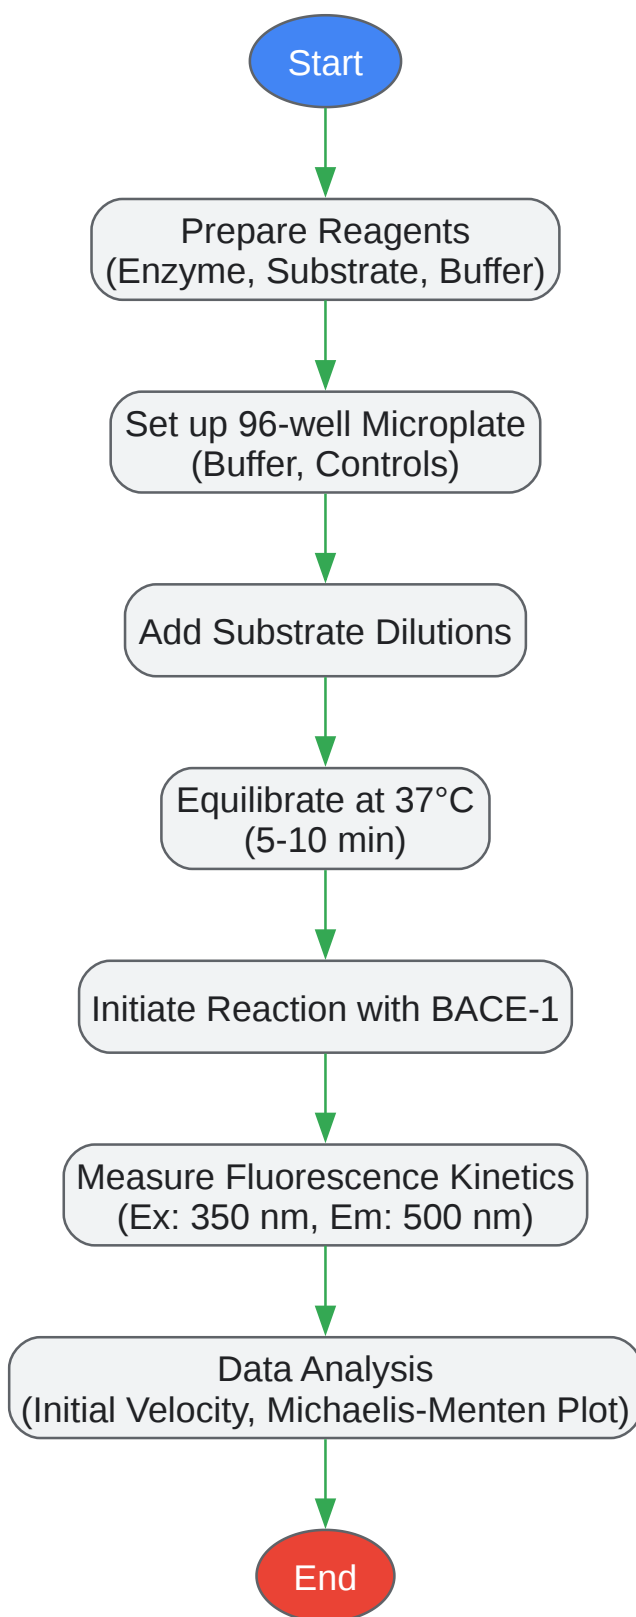 Start
Prepare Reagents
(Enzyme, Substrate, Buffer)
Set up 96-well Microplate
(Buffer, Controls)
Add Substrate Dilutions
Equilibrate at 37°C
(5-10 min)
Initiate Reaction with BACE-1
Measure Fluorescence Kinetics
(Ex: 350 nm, Em: 500 nm)
Data Analysis
(Initial Velocity, Michaelis-Menten Plot)
End